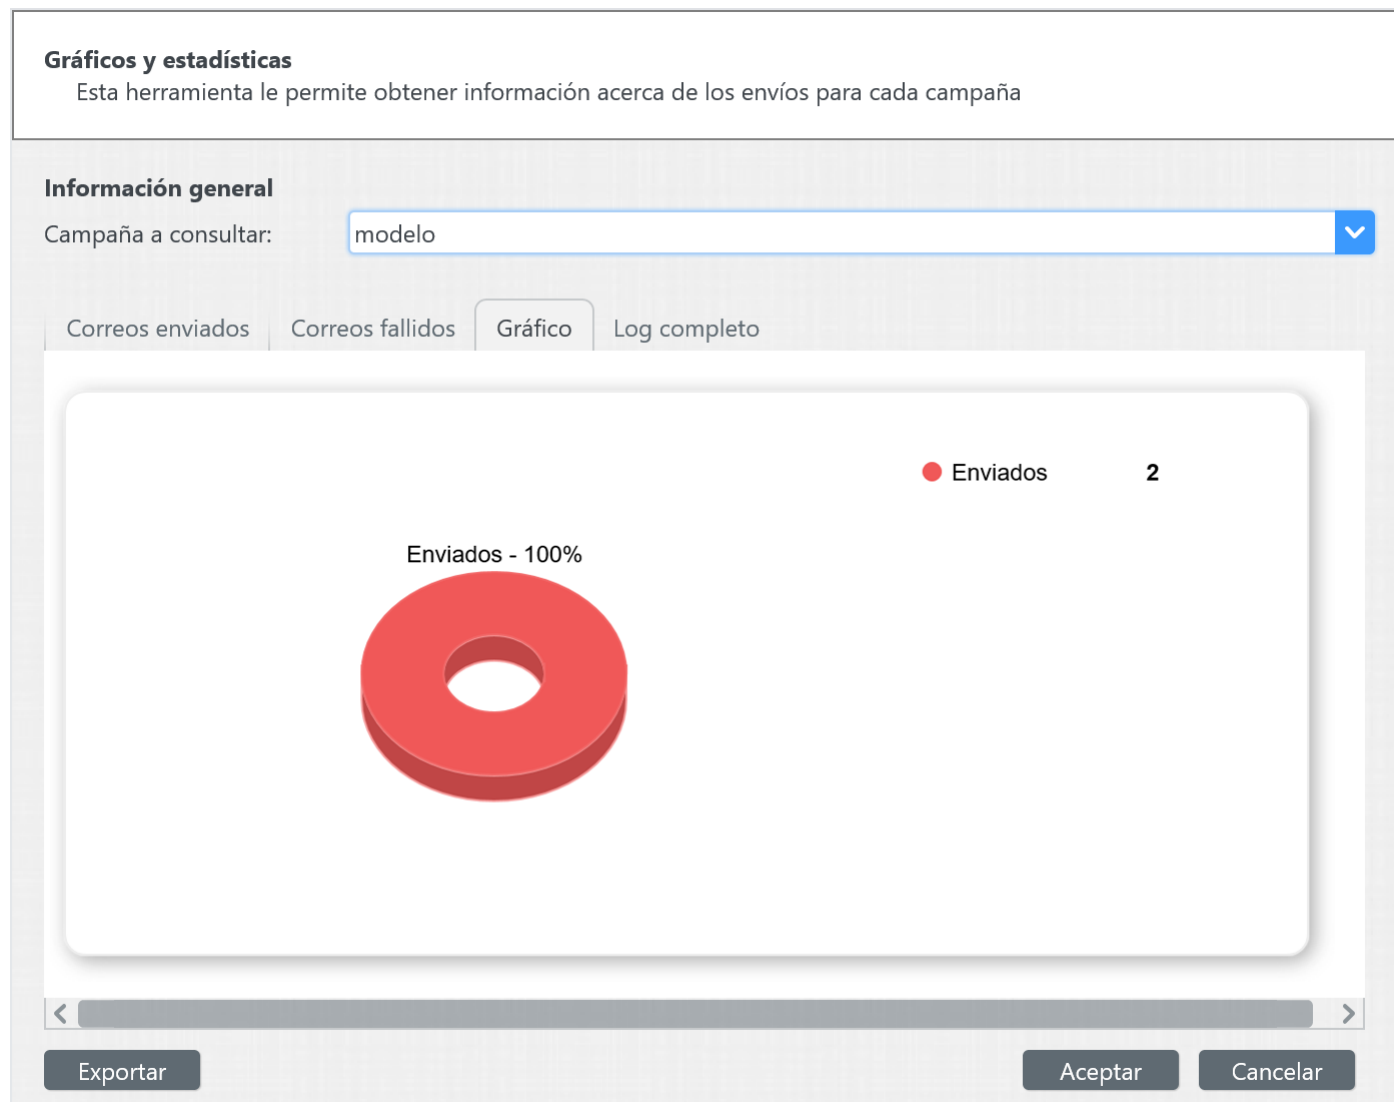 Gráficos y estadísticas
Esta herramienta le permite obtener información acerca de los envíos para cada campaña
Información general
Campaña a consultar:
modelo
Correos enviados
Correos fallidos
Gráfico
Log completo
Enviados 2
Enviados - 100%
Exportar
Aceptar
Cancelar